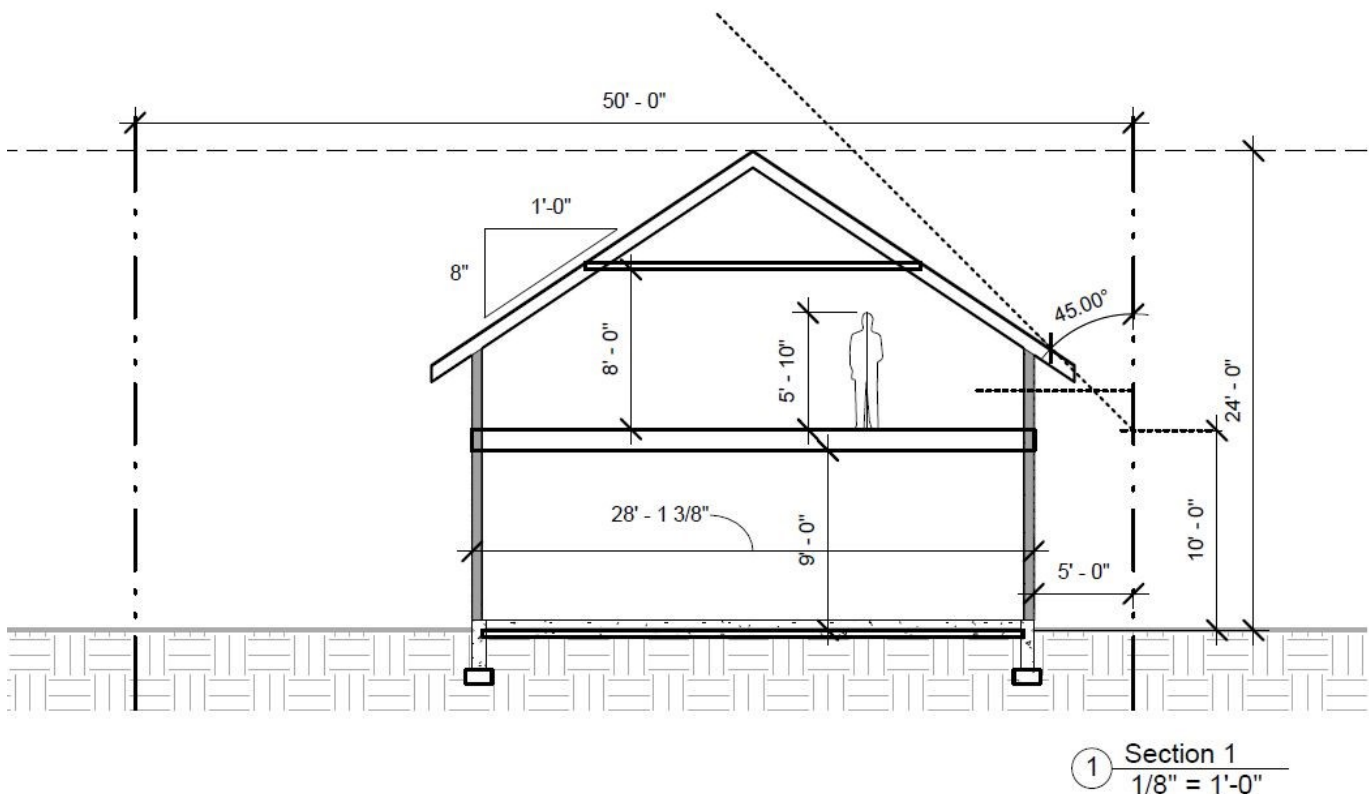 50' - 0"
1'-0"
8"
45.00°
8' - 0"
5' - 10"
24' - 0"
28' - 1 3/8"
9' - 0"
10' - 0"
5' - 0"
1
Section 1
1/8" = 1'-0"